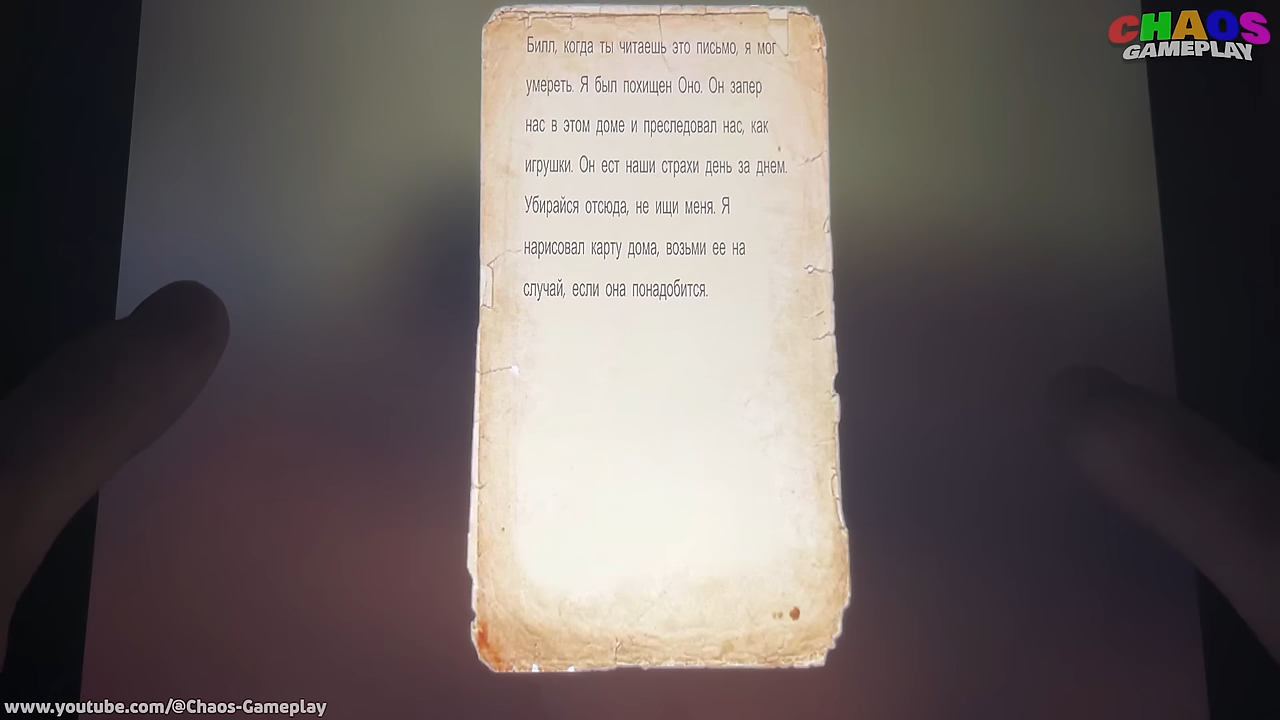 CHAOS
GAMEPLAY
Билл, когда ты читаешь это письмо, я мог
умереть. Я был похищен Оно. Он запер
нас в этом доме и преследовал нас, как
игрушки. Он ест наши страхи день за днем.
Убирайся отсюда, не ищи меня. Я
нарисовал карту дома, возьми ее на
случай, если она понадобится.
www.youtube.com/@Chaos-Gameplay